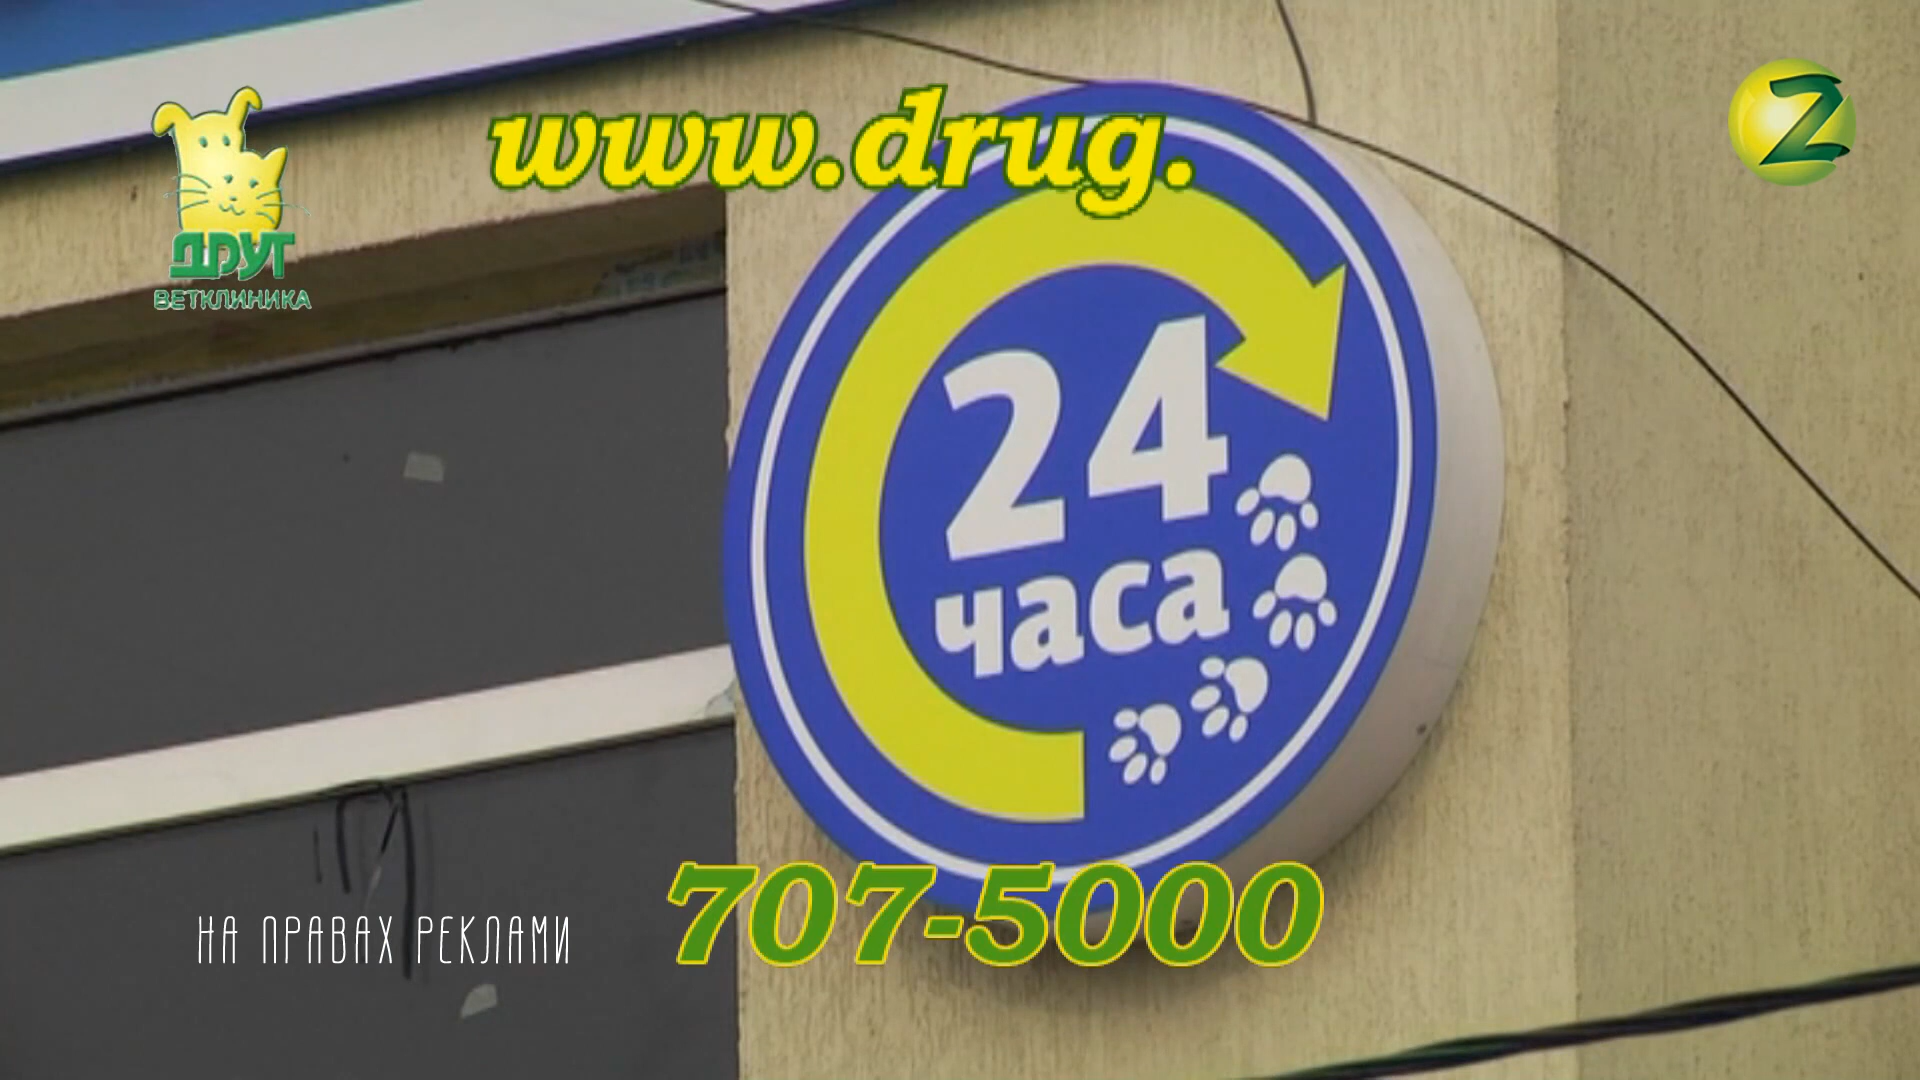 www.drug.
Z
ДРУГ
ВЕТКЛИНИКА
24
часа
707-5000
НА ПРАВАХ РЕКЛАМИ